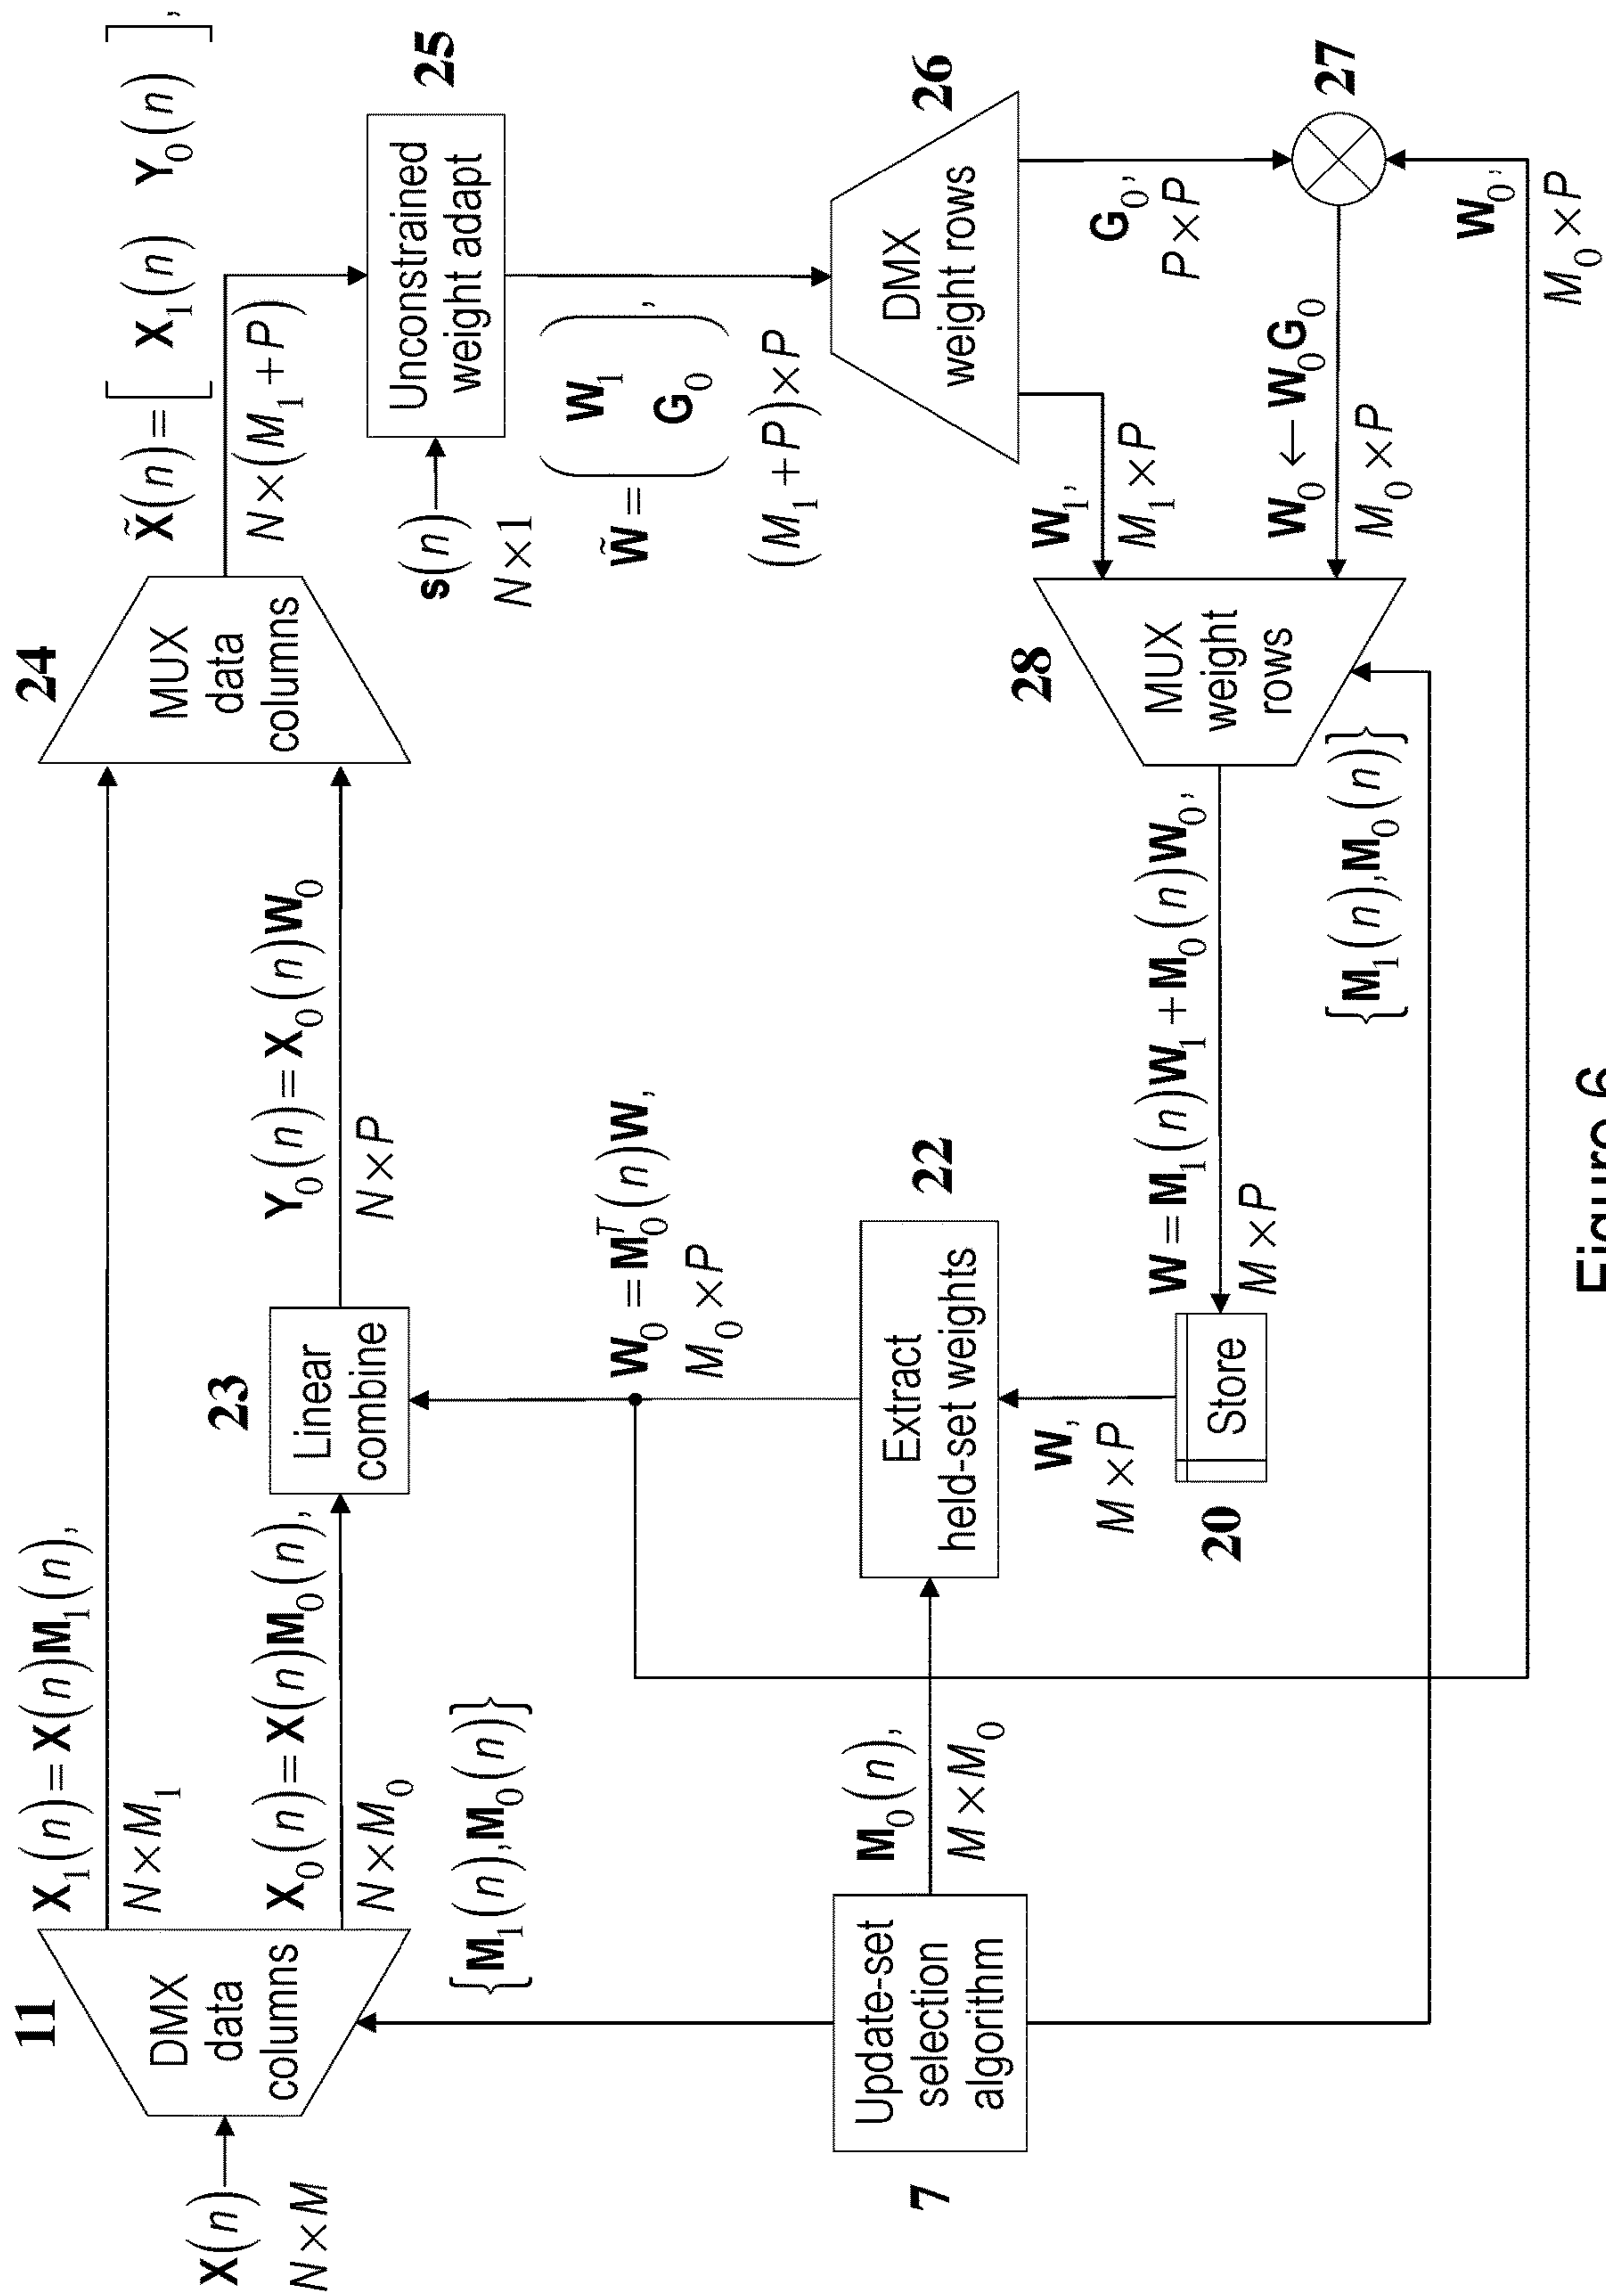 11
DMX
data
columns
X(n)
N×M
X₁(n) = X(n)M₁(n),
N×M₁
X₀(n) = X(n)M₀(n),
N×M₀
{M₁(n),M₀(n)}
23
Linear
combine
Y₀(n) = X₀(n)W₀
N×P
24
MUX
data
columns
X̃(n) = [ X₁(n) Y₀(n) ],
N×(M₁+P)
s(n)
N×1
Unconstrained
weight adapt
25
W̃ = ( W₁
G₀ ),
(M₁+P)×P
7
Update-set
selection
algorithm
M₀(n),
M×M₀
Extract
held-set weights
22
W₀ = M₀ᵀ(n)W,
M₀×P
W,
M×P
20
Store
W = M₁(n)W₁ + M₀(n)W₀,
M×P
28
MUX
weight
rows
{M₁(n),M₀(n)}
W₁,
M₁×P
W₀ ← W₀G₀
M₀×P
DMX
weight rows
26
G₀,
P×P
27
W₀,
M₀×P
Figure 6